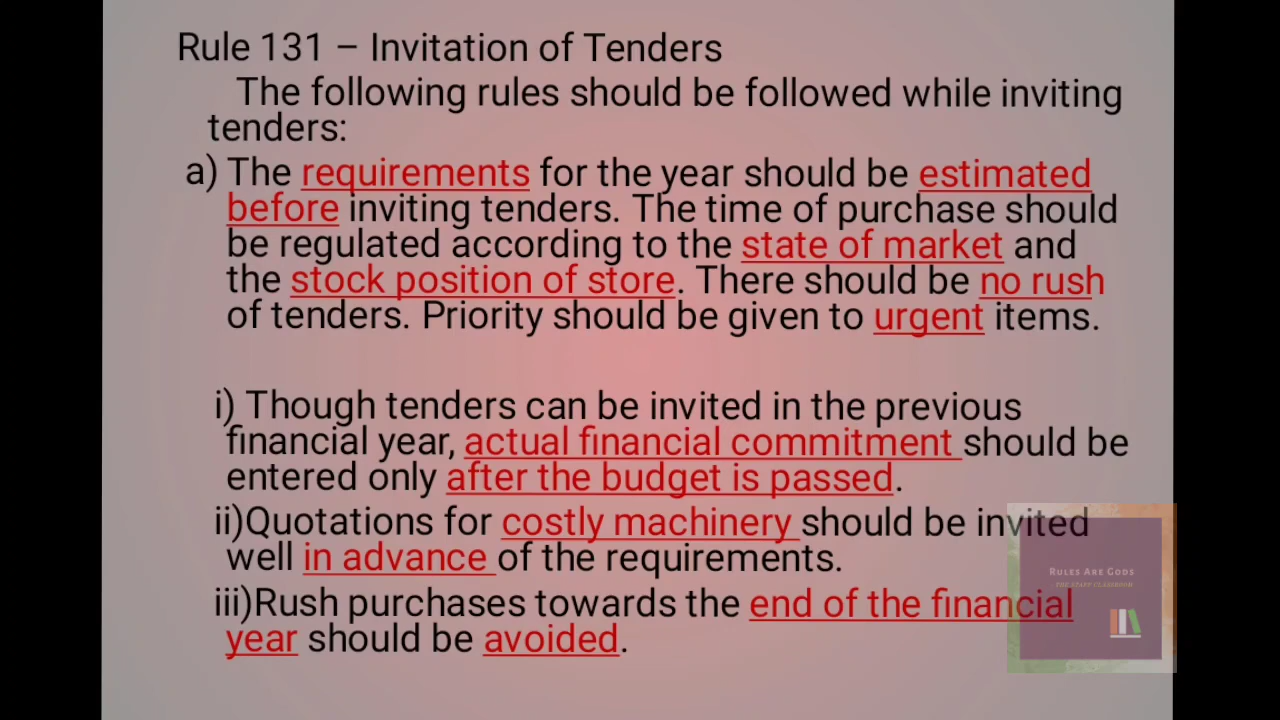 Rule 131 – Invitation of Tenders
The following rules should be followed while inviting
tenders:
a) The requirements for the year should be estimated
before inviting tenders. The time of purchase should
be regulated according to the state of market and
the stock position of store. There should be no rush
of tenders. Priority should be given to urgent items.
i) Though tenders can be invited in the previous
financial year, actual financial commitment should be
entered only after the budget is passed.
ii)Quotations for costly machinery should be invited
well in advance of the requirements.
iii)Rush purchases towards the end of the financial
year should be avoided.
RULES ARE GODS
THE STAFF CLASSROOM